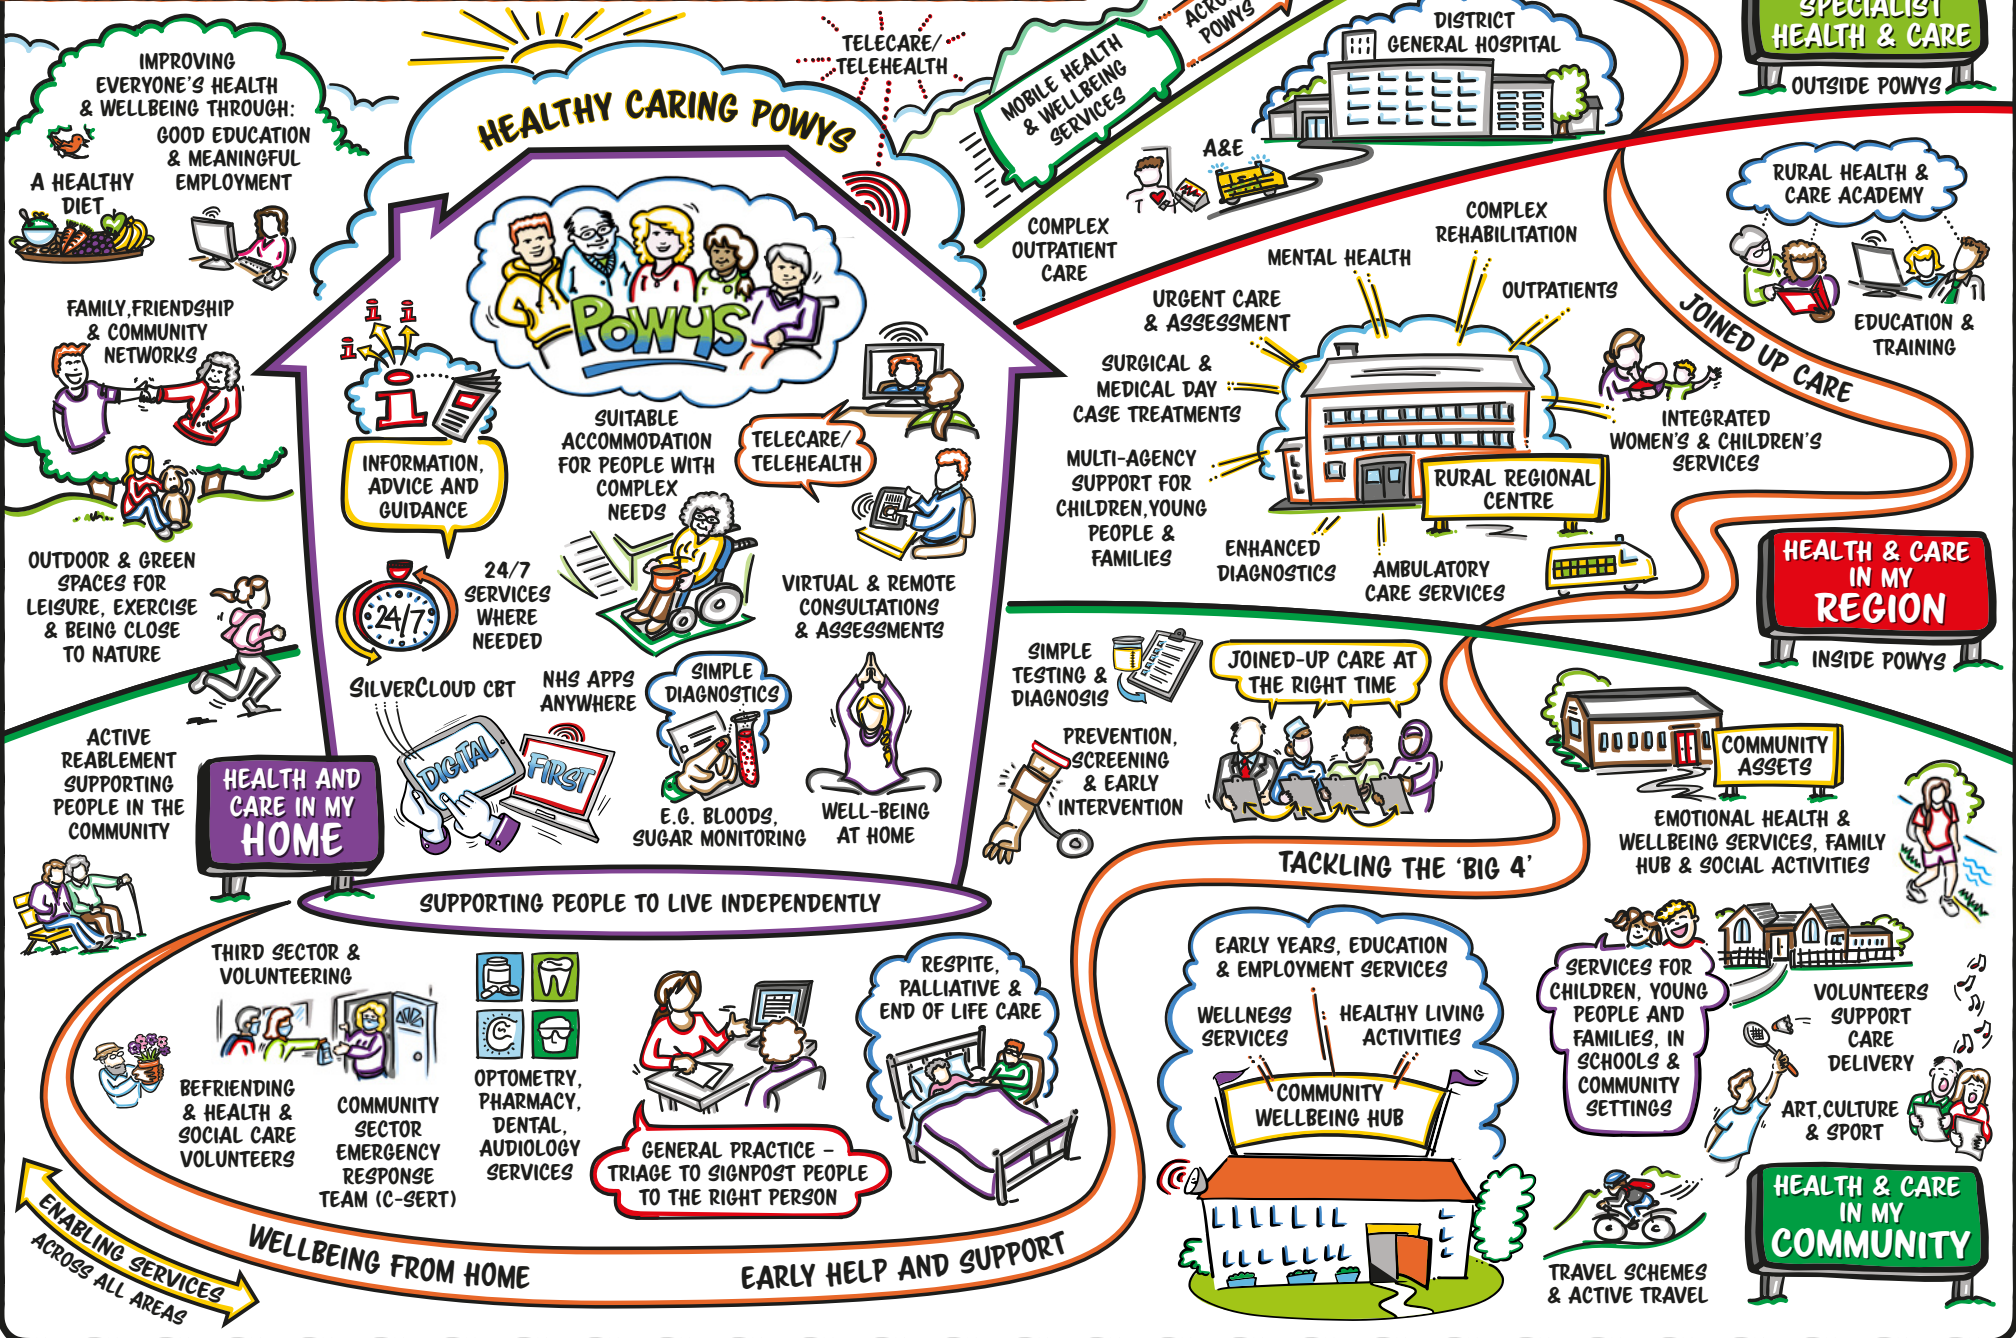 IMPROVING
EVERYONE'S HEALTH
& WELLBEING THROUGH:
GOOD EDUCATION
& MEANINGFUL
EMPLOYMENT
A HEALTHY
DIET
FAMILY, FRIENDSHIP
& COMMUNITY
NETWORKS
OUTDOOR & GREEN
SPACES FOR
LEISURE, EXERCISE
& BEING CLOSE
TO NATURE
ACTIVE
REABLEMENT
SUPPORTING
PEOPLE IN THE
COMMUNITY
HEALTHY CARING POWYS
TELECARE/
TELEHEALTH
POWYS
i
i
i
i
INFORMATION,
ADVICE AND
GUIDANCE
SUITABLE
ACCOMMODATION
FOR PEOPLE WITH
COMPLEX
NEEDS
TELECARE/
TELEHEALTH
24/7
24/7
SERVICES
WHERE
NEEDED
VIRTUAL & REMOTE
CONSULTATIONS
& ASSESSMENTS
SILVERCLOUD CBT
NHS APPS
ANYWHERE
DIGITAL
FIRST
SIMPLE
DIAGNOSTICS
E.G. BLOODS,
SUGAR MONITORING
WELL-BEING
AT HOME
HEALTH AND
CARE IN MY
HOME
SUPPORTING PEOPLE TO LIVE INDEPENDENTLY
MOBILE HEALTH
& WELLBEING
SERVICES
ACRO
POWYS
DISTRICT
GENERAL HOSPITAL
A&E
COMPLEX
OUTPATIENT
CARE
SPECIALIST
HEALTH & CARE
OUTSIDE POWYS
MENTAL HEALTH
COMPLEX
REHABILITATION
OUTPATIENTS
URGENT CARE
& ASSESSMENT
SURGICAL &
MEDICAL DAY
CASE TREATMENTS
MULTI-AGENCY
SUPPORT FOR
CHILDREN, YOUNG
PEOPLE &
FAMILIES
ENHANCED
DIAGNOSTICS
AMBULATORY
CARE SERVICES
RURAL REGIONAL
CENTRE
INTEGRATED
WOMEN'S & CHILDREN'S
SERVICES
JOINED UP CARE
RURAL HEALTH &
CARE ACADEMY
EDUCATION &
TRAINING
HEALTH & CARE
IN MY
REGION
INSIDE POWYS
SIMPLE
TESTING &
DIAGNOSIS
PREVENTION,
SCREENING
& EARLY
INTERVENTION
JOINED-UP CARE AT
THE RIGHT TIME
TACKLING THE 'BIG 4'
COMMUNITY
ASSETS
EMOTIONAL HEALTH &
WELLBEING SERVICES, FAMILY
HUB & SOCIAL ACTIVITIES
EARLY YEARS, EDUCATION
& EMPLOYMENT SERVICES
WELLNESS
SERVICES
HEALTHY LIVING
ACTIVITIES
COMMUNITY
WELLBEING HUB
SERVICES FOR
CHILDREN, YOUNG
PEOPLE AND
FAMILIES, IN
SCHOOLS &
COMMUNITY
SETTINGS
VOLUNTEERS
SUPPORT
CARE
DELIVERY
ART, CULTURE
& SPORT
TRAVEL SCHEMES
& ACTIVE TRAVEL
HEALTH & CARE
IN MY
COMMUNITY
THIRD SECTOR &
VOLUNTEERING
BEFRIENDING
& HEALTH &
SOCIAL CARE
VOLUNTEERS
COMMUNITY
SECTOR
EMERGENCY
RESPONSE
TEAM (C-SERT)
OPTOMETRY,
PHARMACY,
DENTAL,
AUDIOLOGY
SERVICES
GENERAL PRACTICE –
TRIAGE TO SIGNPOST PEOPLE
TO THE RIGHT PERSON
RESPITE,
PALLIATIVE &
END OF LIFE CARE
WELLBEING FROM HOME
EARLY HELP AND SUPPORT
ENABLING SERVICES
ACROSS ALL AREAS